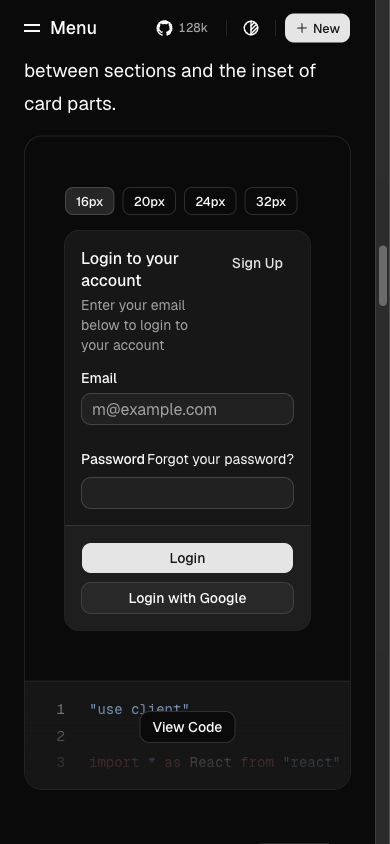 Menu
128k
+ New
between sections and the inset of
card parts.
16px
20px
24px
32px
Login to your
account
Sign Up
Enter your email
below to login to
your account
Email
m@example.com
Password
Forgot your password?
Login
Login with Google
1 "use client"
2
View Code
3 import * as React from "react"